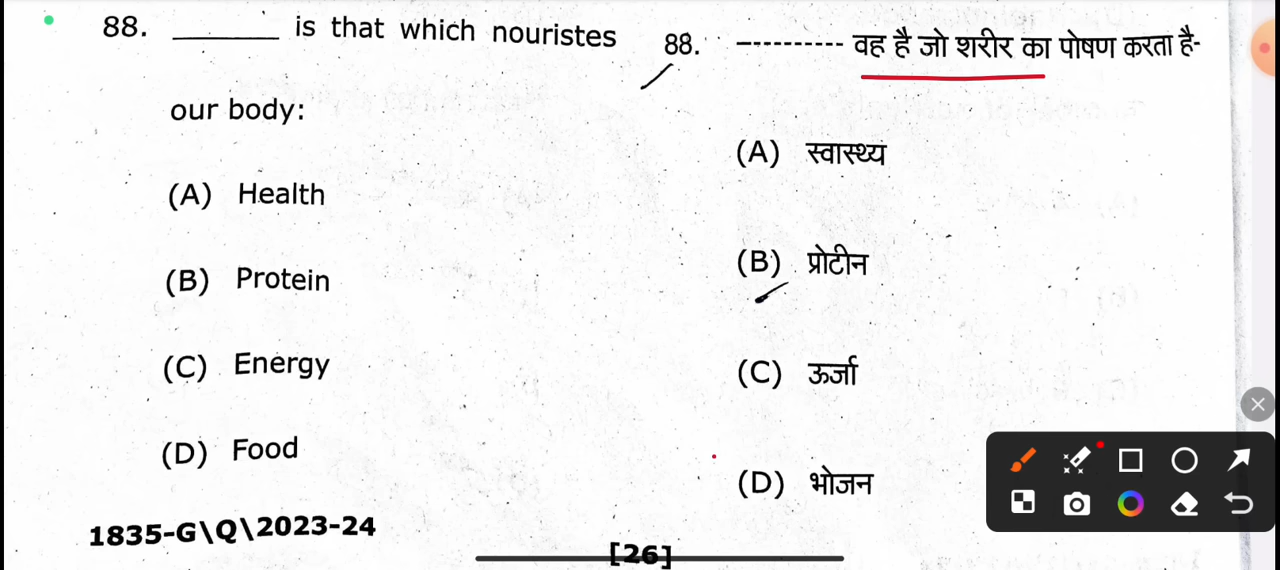 88. ________ is that which nouristes
our body:
(A) Health
(B) Protein
(C) Energy
(D) Food
1835-G\Q\2023-24
88. ----------- वह है जो शरीर का पोषण करता है-
(A) स्वास्थ्य
(B) प्रोटीन
(C) ऊर्जा
(D) भोजन
[26]